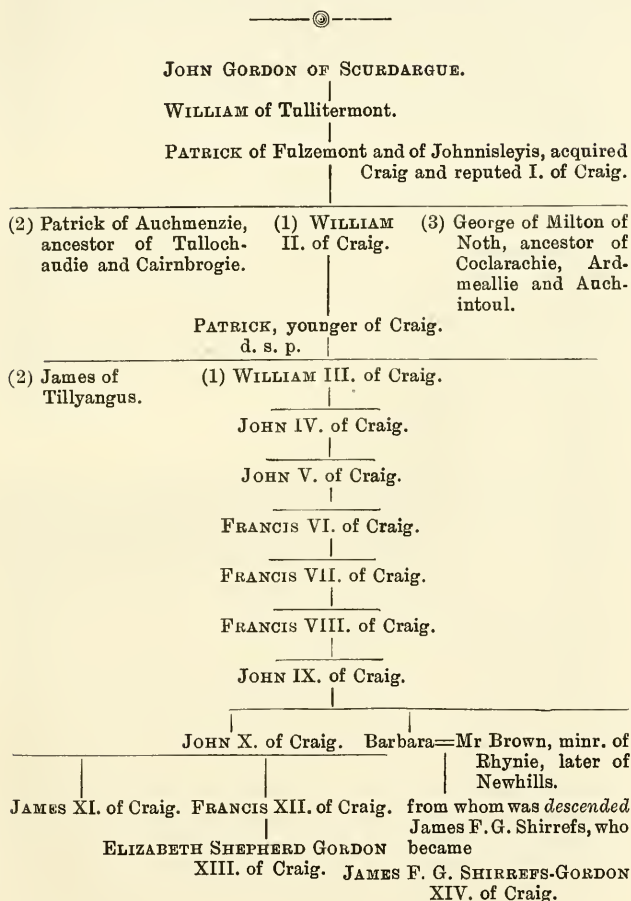 JOHN GORDON OF SCURDARGUE.
WILLIAM of Tullitermont.
PATRICK of Fulzemont and of Johnnisleyis, acquired
Craig and reputed I. of Craig.
(2) Patrick of Auchmenzie,
ancestor of Tulloch-
audie and Cairnbrogie.
(1) WILLIAM
II. of Craig.
(3) George of Milton of
Noth, ancestor of
Coclarachie, Ard-
meallie and Auch-
intoul.
PATRICK, younger of Craig.
d. s. p.
(2) James of
Tillyangus.
(1) WILLIAM III. of Craig.
JOHN IV. of Craig.
JOHN V. of Craig.
FRANCIS VI. of Craig.
FRANCIS VII. of Craig.
FRANCIS VIII. of Craig.
JOHN IX. of Craig.
JOHN X. of Craig.
Barbara=Mr Brown, minr. of
Rhynie, later of
Newhills.
JAMES XI. of Craig.
FRANCIS XII. of Craig.
from whom was descended
James F. G. Shirrefs, who
became
ELIZABETH SHEPHERD GORDON
XIII. of Craig.
JAMES F. G. SHIRREFS-GORDON
XIV. of Craig.